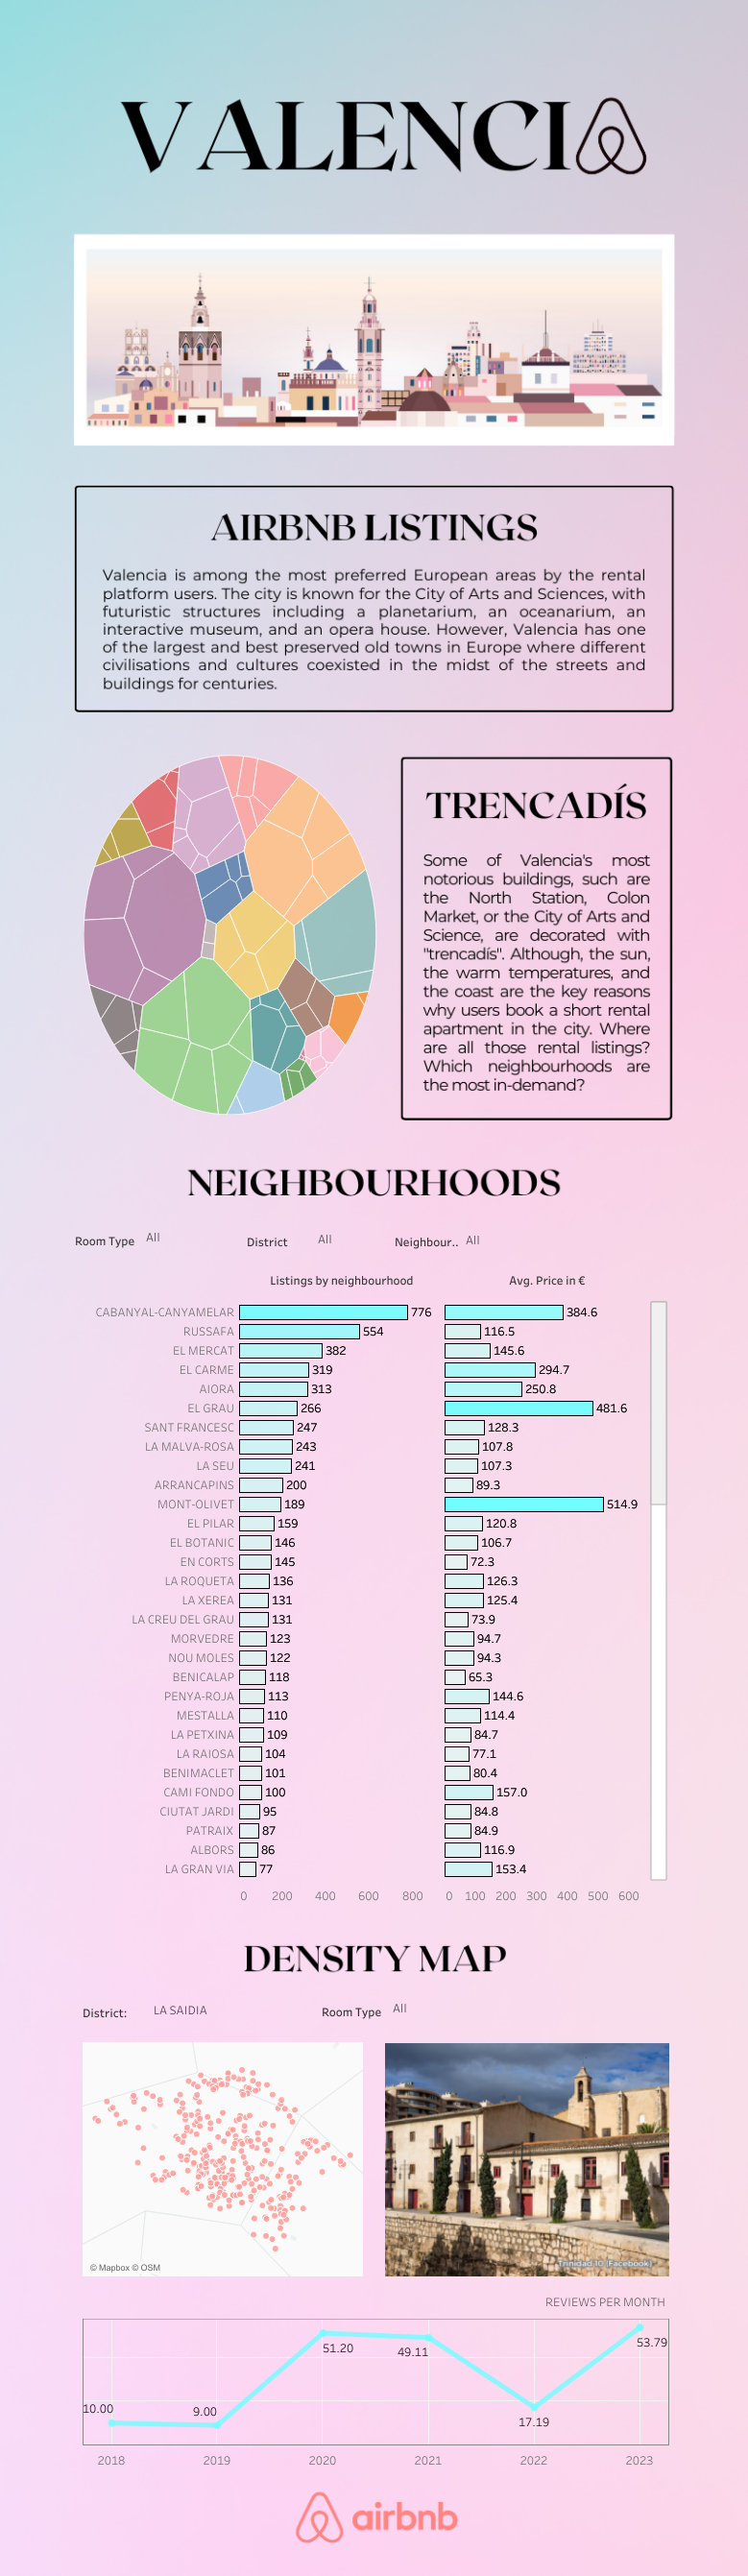 VALENCIA
AIRBNB LISTINGS
Valencia is among the most preferred European areas by the rental
platform users. The city is known for the City of Arts and Sciences, with
futuristic structures including a planetarium, an oceanarium, an
interactive museum, and an opera house. However, Valencia has one
of the largest and best preserved old towns in Europe where different
civilisations and cultures coexisted in the midst of the streets and
buildings for centuries.
TRENCADÍS
Some of Valencia's most
notorious buildings, such are
the North Station, Colon
Market, or the City of Arts and
Science, are decorated with
"trencadís". Although, the sun,
the warm temperatures, and
the coast are the key reasons
why users book a short rental
apartment in the city. Where
are all those rental listings?
Which neighbourhoods are
the most in-demand?
NEIGHBOURHOODS
Room Type All District All Neighbour.. All
Listings by neighbourhood Avg. Price in €
CABANYAL-CANYAMELAR 776 384.6
RUSSAFA 554 116.5
EL MERCAT 382 145.6
EL CARME 319 294.7
AIORA 313 250.8
EL GRAU 266 481.6
SANT FRANCESC 247 128.3
LA MALVA-ROSA 243 107.8
LA SEU 241 107.3
ARRANCAPINS 200 89.3
MONT-OLIVET 189 514.9
EL PILAR 159 120.8
EL BOTANIC 146 106.7
EN CORTS 145 72.3
LA ROQUETA 136 126.3
LA XEREA 131 125.4
LA CREU DEL GRAU 131 73.9
MORVEDRE 123 94.7
NOU MOLES 122 94.3
BENICALAP 118 65.3
PENYA-ROJA 113 144.6
MESTALLA 110 114.4
LA PETXINA 109 84.7
LA RAIOSA 104 77.1
BENIMACLET 101 80.4
CAMI FONDO 100 157.0
CIUTAT JARDI 95 84.8
PATRAIX 87 84.9
ALBORS 86 116.9
LA GRAN VIA 77 153.4
0 200 400 600 800 0 100 200 300 400 500 600
DENSITY MAP
District: LA SAIDIA Room Type All
© Mapbox © OSM
Trinidad 10 (Facebook)
REVIEWS PER MONTH
10.00 9.00 51.20 49.11 17.19 53.79
2018 2019 2020 2021 2022 2023
airbnb